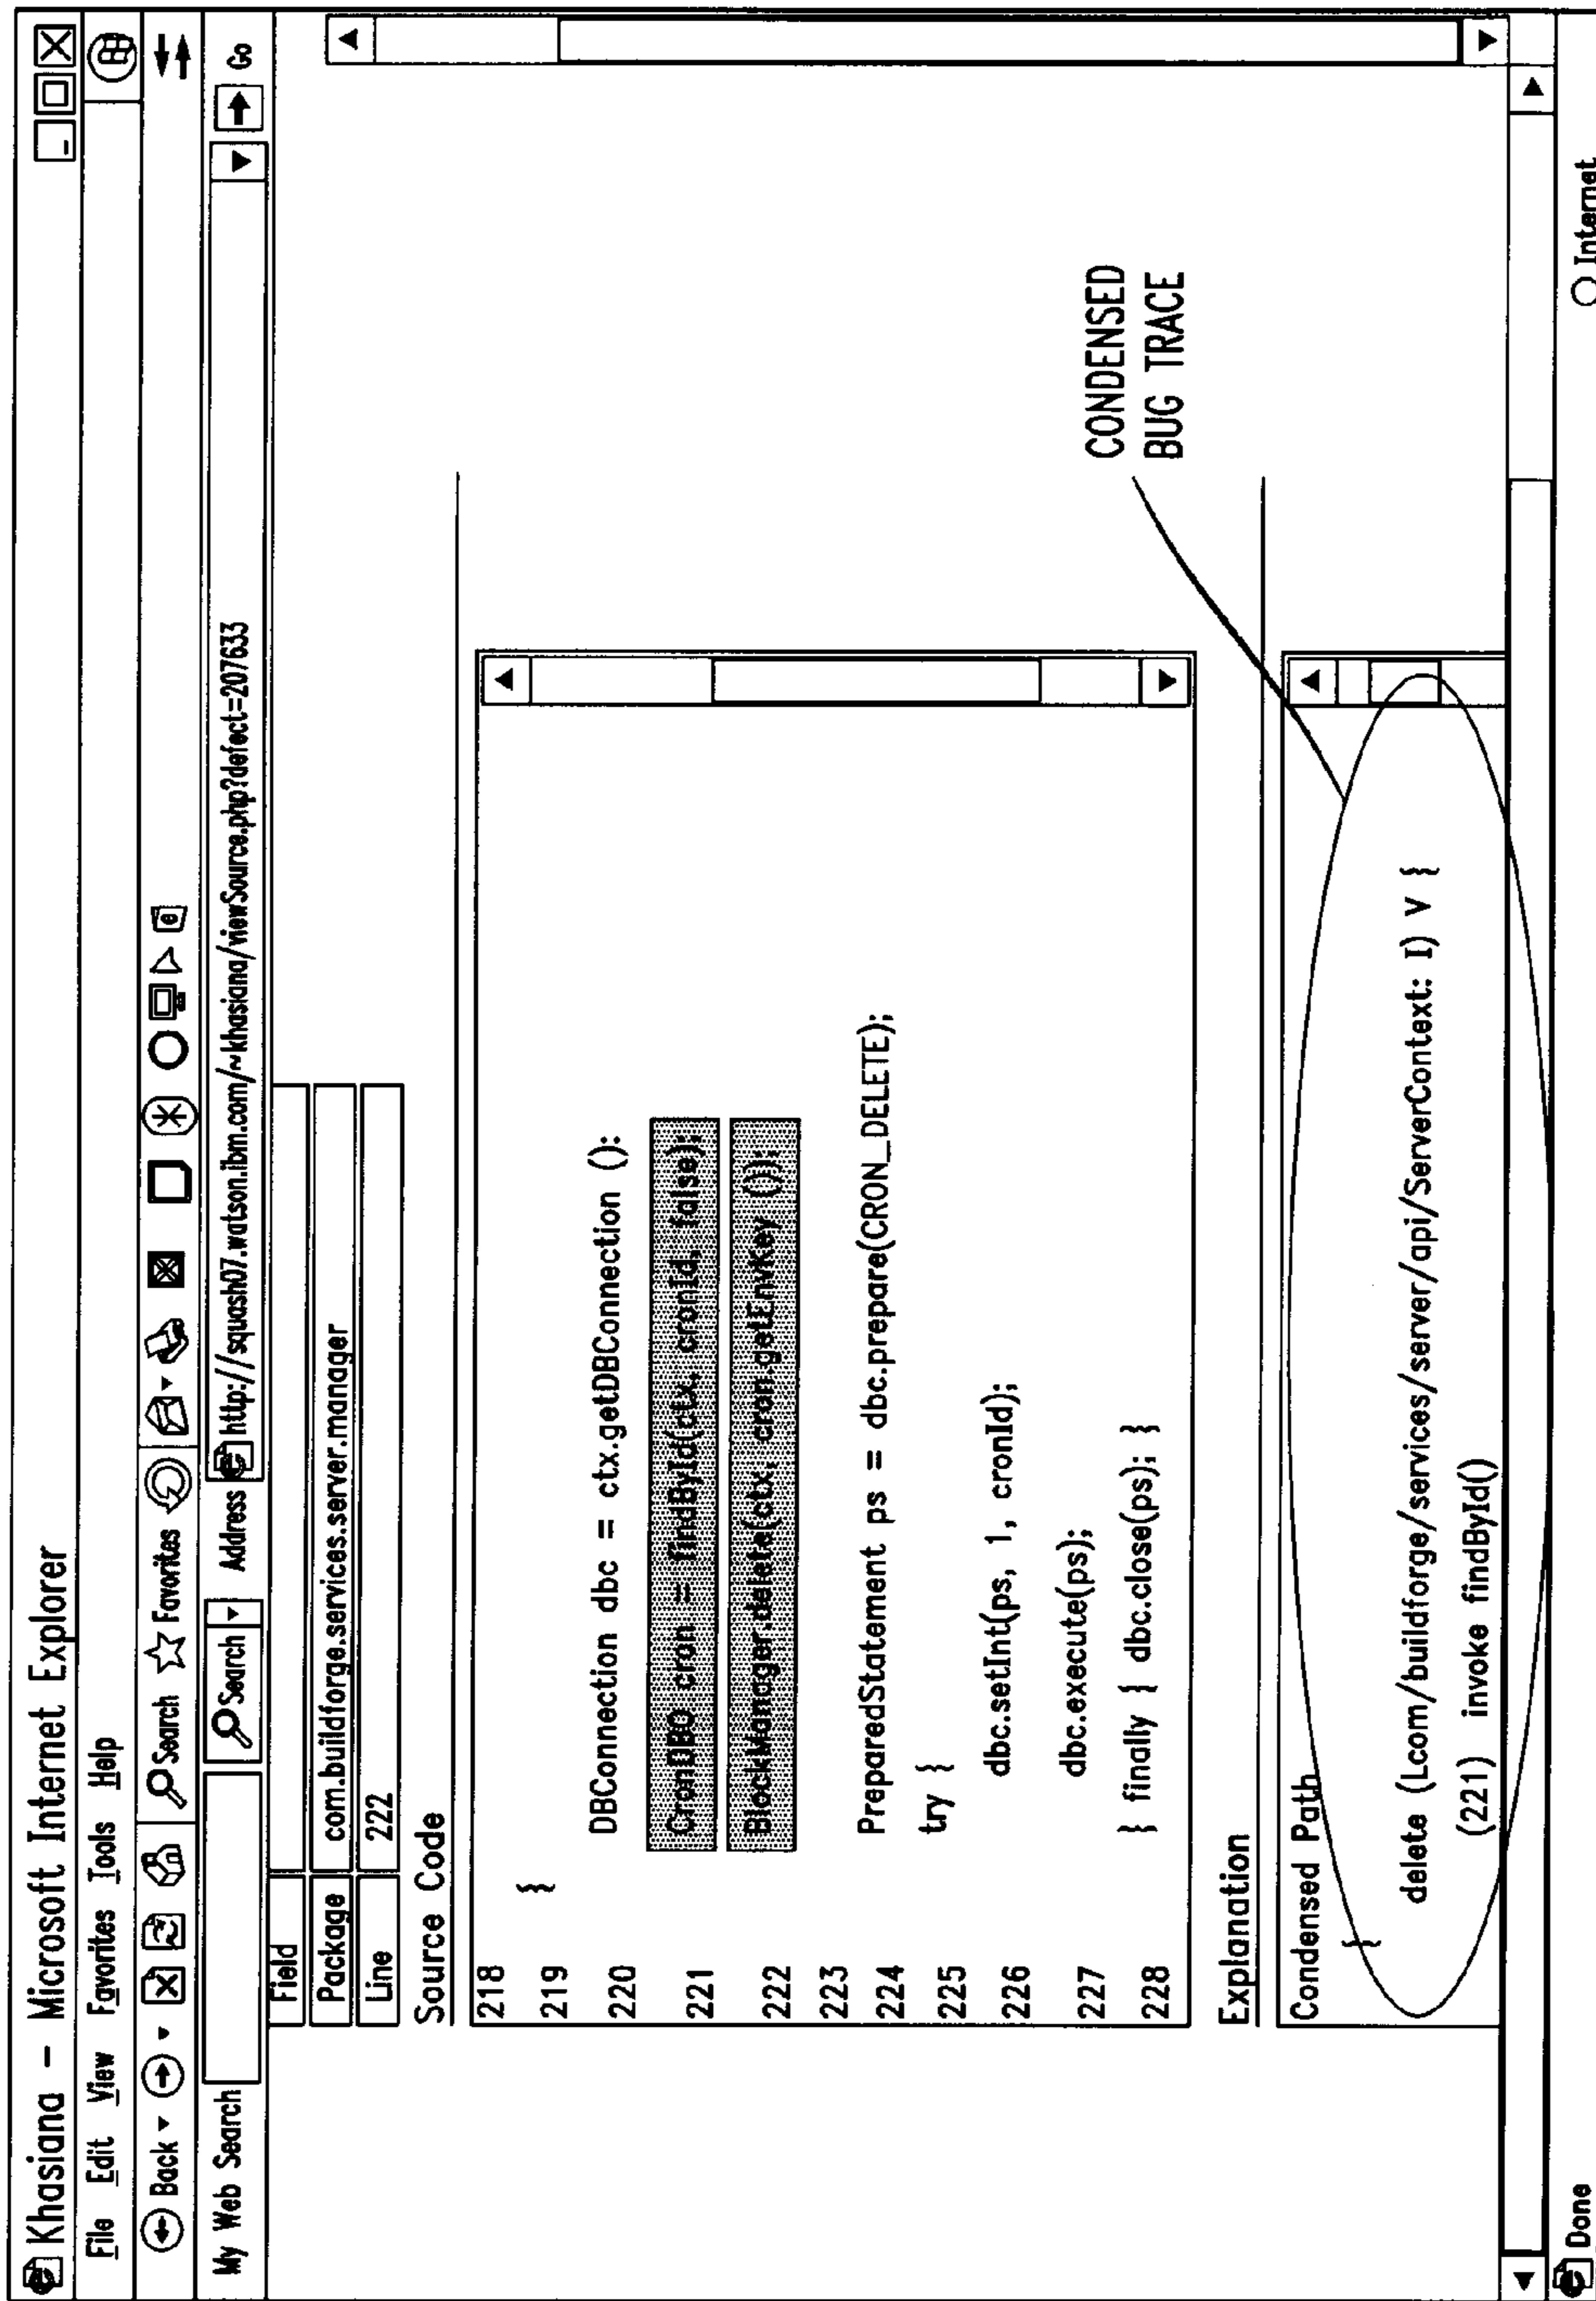 Khasiana - Microsoft Internet Explorer
File Edit View Favorites Tools Help
Back Search Favorites
My Web Search Search Address http://squash07.watson.ibm.com/~khasiana/viewSource.php?defect=207633 Go
Field
Package com.buildforge.services.server.manager
Line 222
Source Code
218
219 }
220 DBConnection dbc = ctx.getDBConnection ():
221 CronDBO cron = findById(ctx, cronId, false);
222 BlockManager.delete(ctx, cron.getEnvKey ());
223
224 PreparedStatement ps = dbc.prepare(CRON_DELETE);
225 try {
226 dbc.setInt(ps, 1, cronId);
227 dbc.execute(ps);
228 } finally { dbc.close(ps); }
Explanation
CONDENSED
BUG TRACE
Condensed Path
}
delete (Lcom/buildforge/services/server/api/ServerContext: I) V {
(221) invoke findById()
Done Internet